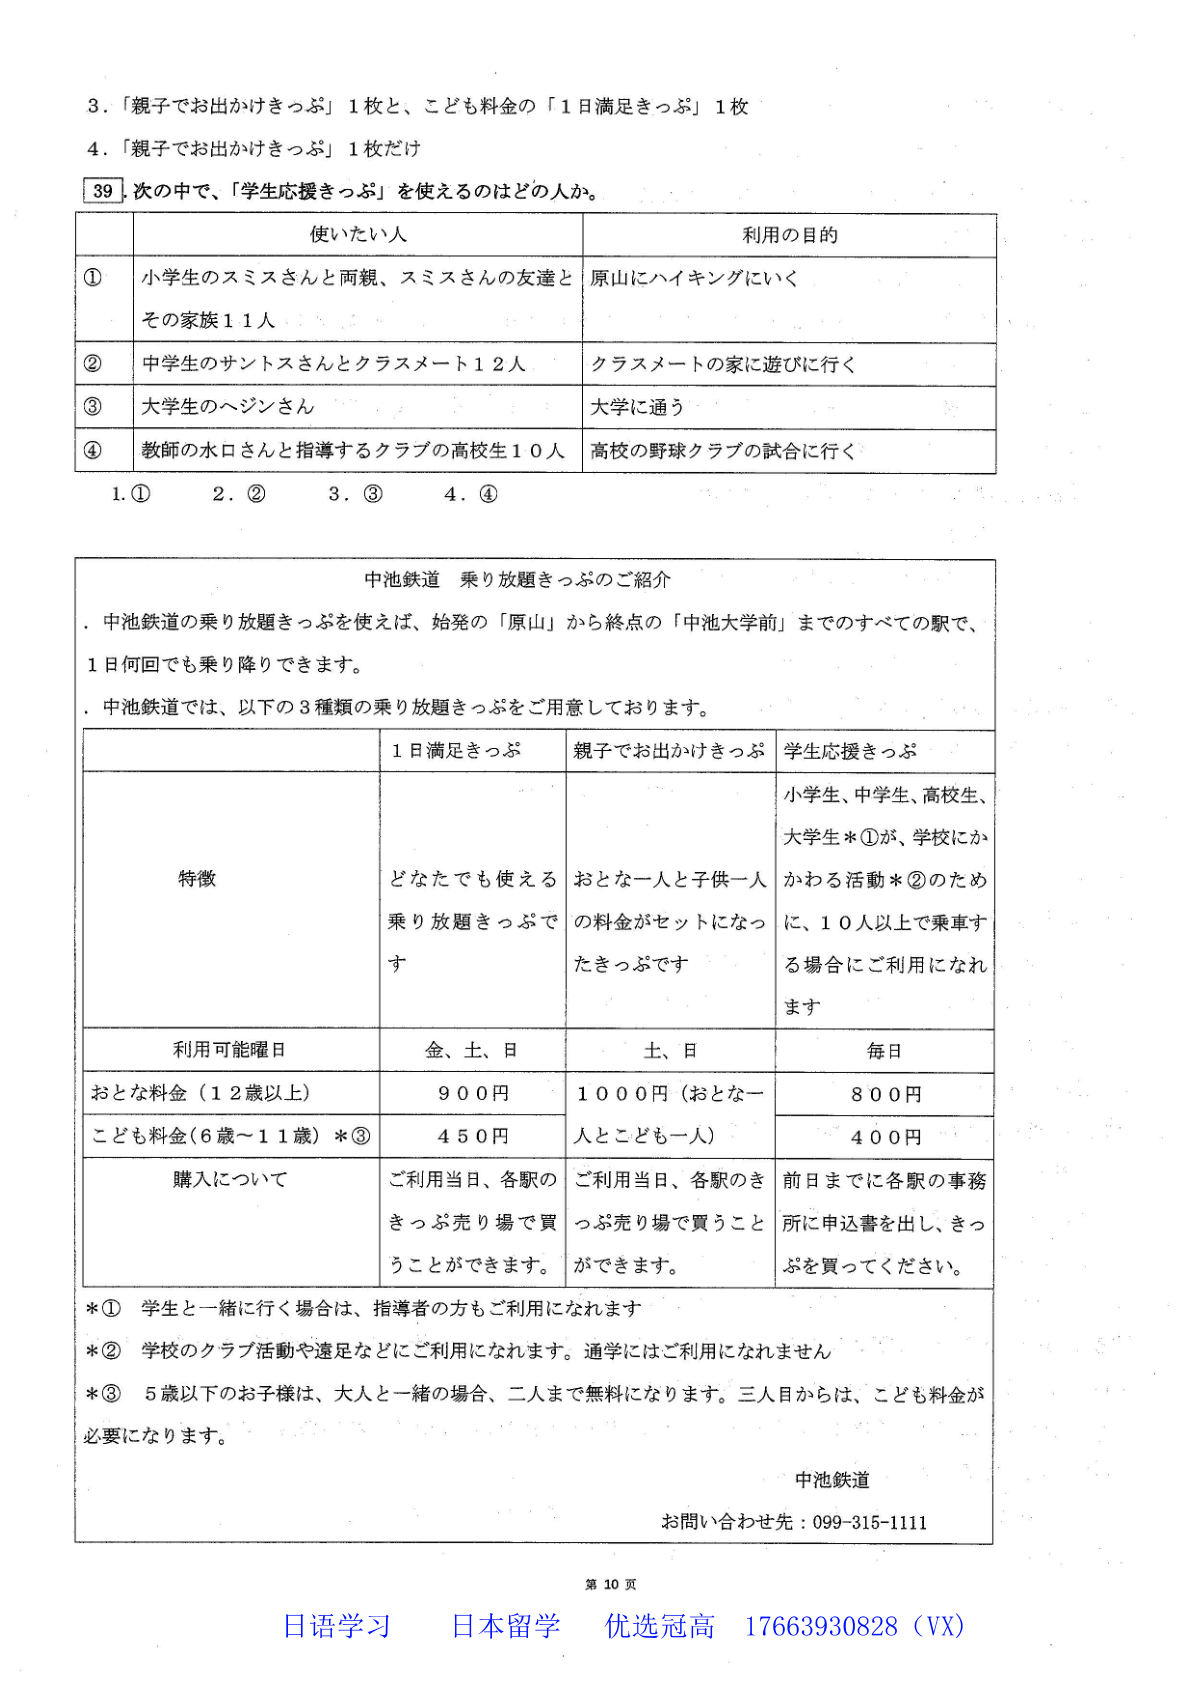 3．「親子でお出かけきっぷ」１枚と、こども料金の「１日満足きっぷ」１枚
4．「親子でお出かけきっぷ」１枚だけ
39．次の中で、「学生応援きっぷ」を使えるのはどの人か。
使いたい人 利用の目的
① 小学生のスミスさんと両親、スミスさんの友達と 原山にハイキングにいく
その家族１１人
② 中学生のサントスさんとクラスメート１２人 クラスメートの家に遊びに行く
③ 大学生のヘジンさん 大学に通う
④ 教師の水口さんと指導するクラブの高校生１０人 高校の野球クラブの試合に行く
1.① 2．② 3．③ 4．④
中池鉄道　乗り放題きっぷのご紹介
．中池鉄道の乗り放題きっぷを使えば、始発の「原山」から終点の「中池大学前」までのすべての駅で、
１日何回でも乗り降りできます。
．中池鉄道では、以下の３種類の乗り放題きっぷをご用意しております。
１日満足きっぷ 親子でお出かけきっぷ 学生応援きっぷ
特徴
どなたでも使える
乗り放題きっぷで
す
おとな一人と子供一人
の料金がセットになっ
たきっぷです
小学生、中学生、高校生、
大学生＊①が、学校にか
かわる活動＊②のため
に、１０人以上で乗車す
る場合にご利用になれ
ます
利用可能曜日 金、土、日 土、日 毎日
おとな料金（１２歳以上） ９００円 １０００円（おとな一 ８００円
こども料金(６歳～１１歳）＊③ ４５０円 人とこども一人） ４００円
購入について
ご利用当日、各駅の
きっぷ売り場で買
うことができます。
ご利用当日、各駅のき
っぷ売り場で買うこと
ができます。
前日までに各駅の事務
所に申込書を出し、きっ
ぷを買ってください。
＊①　学生と一緒に行く場合は、指導者の方もご利用になれます
＊②　学校のクラブ活動や遠足などにご利用になれます。通学にはご利用になれません
＊③　５歳以下のお子様は、大人と一緒の場合、二人まで無料になります。三人目からは、こども料金が
必要になります。
中池鉄道
お問い合わせ先：099-315-1111
第 10 页
日语学习 日本留学 优选冠高 17663930828（VX）